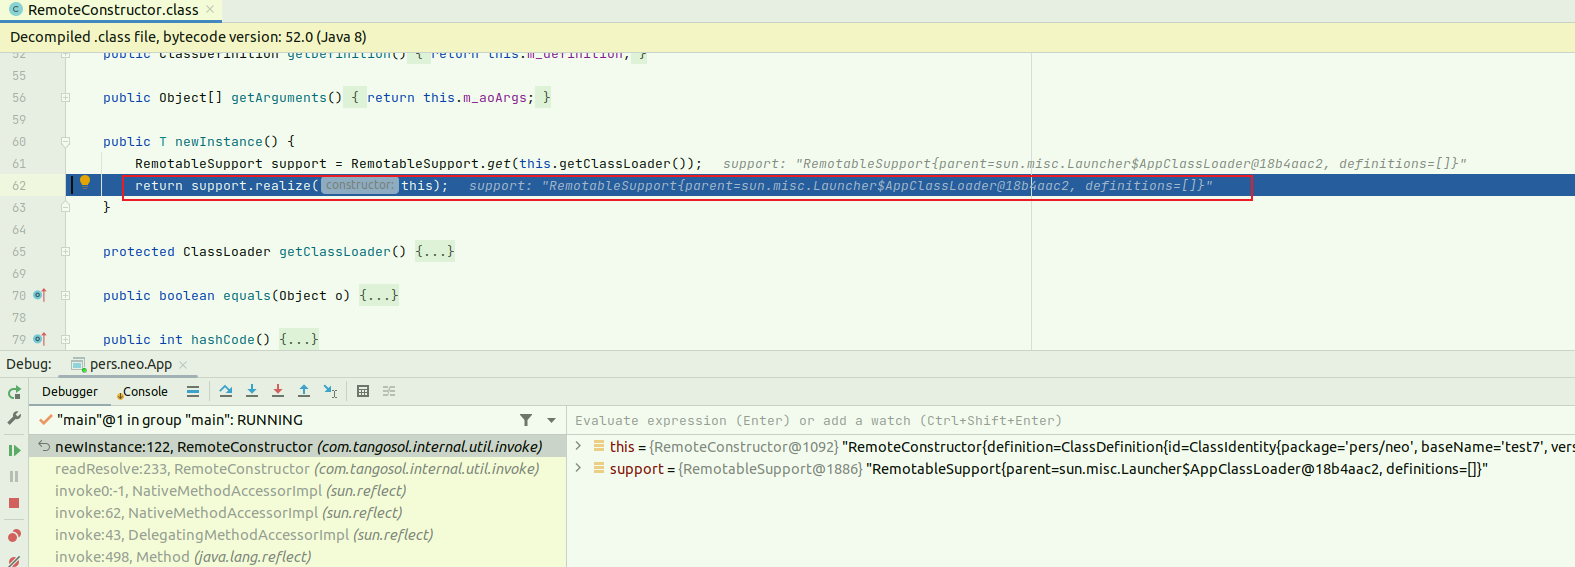 RemoteConstructor.class
Decompiled .class file, bytecode version: 52.0 (Java 8)
52 public ClassDefinition getDefinition() { return this.m_definition; }
55
56 public Object[] getArguments() { return this.m_aoArgs; }
59
60 public T newInstance() {
61 RemotableSupport support = RemotableSupport.get(this.getClassLoader()); support: "RemotableSupport{parent=sun.misc.Launcher$AppClassLoader@18b4aac2, definitions=[]}"
62 return support.realize( constructor: this); support: "RemotableSupport{parent=sun.misc.Launcher$AppClassLoader@18b4aac2, definitions=[]}"
63 }
64
65 protected ClassLoader getClassLoader() {...}
69
70 public boolean equals(Object o) {...}
78
79 public int hashCode() {...}
Debug: pers.neo.App
Debugger Console
"main"@1 in group "main": RUNNING
Evaluate expression (Enter) or add a watch (Ctrl+Shift+Enter)
newInstance:122, RemoteConstructor (com.tangosol.internal.util.invoke)
this = {RemoteConstructor@1092} "RemoteConstructor{definition=ClassDefinition{id=ClassIdentity{package='pers/neo', baseName='test7', vers
readResolve:233, RemoteConstructor (com.tangosol.internal.util.invoke)
support = {RemotableSupport@1886} "RemotableSupport{parent=sun.misc.Launcher$AppClassLoader@18b4aac2, definitions=[]}"
invoke0:-1, NativeMethodAccessorImpl (sun.reflect)
invoke:62, NativeMethodAccessorImpl (sun.reflect)
invoke:43, DelegatingMethodAccessorImpl (sun.reflect)
invoke:498, Method (java.lang.reflect)